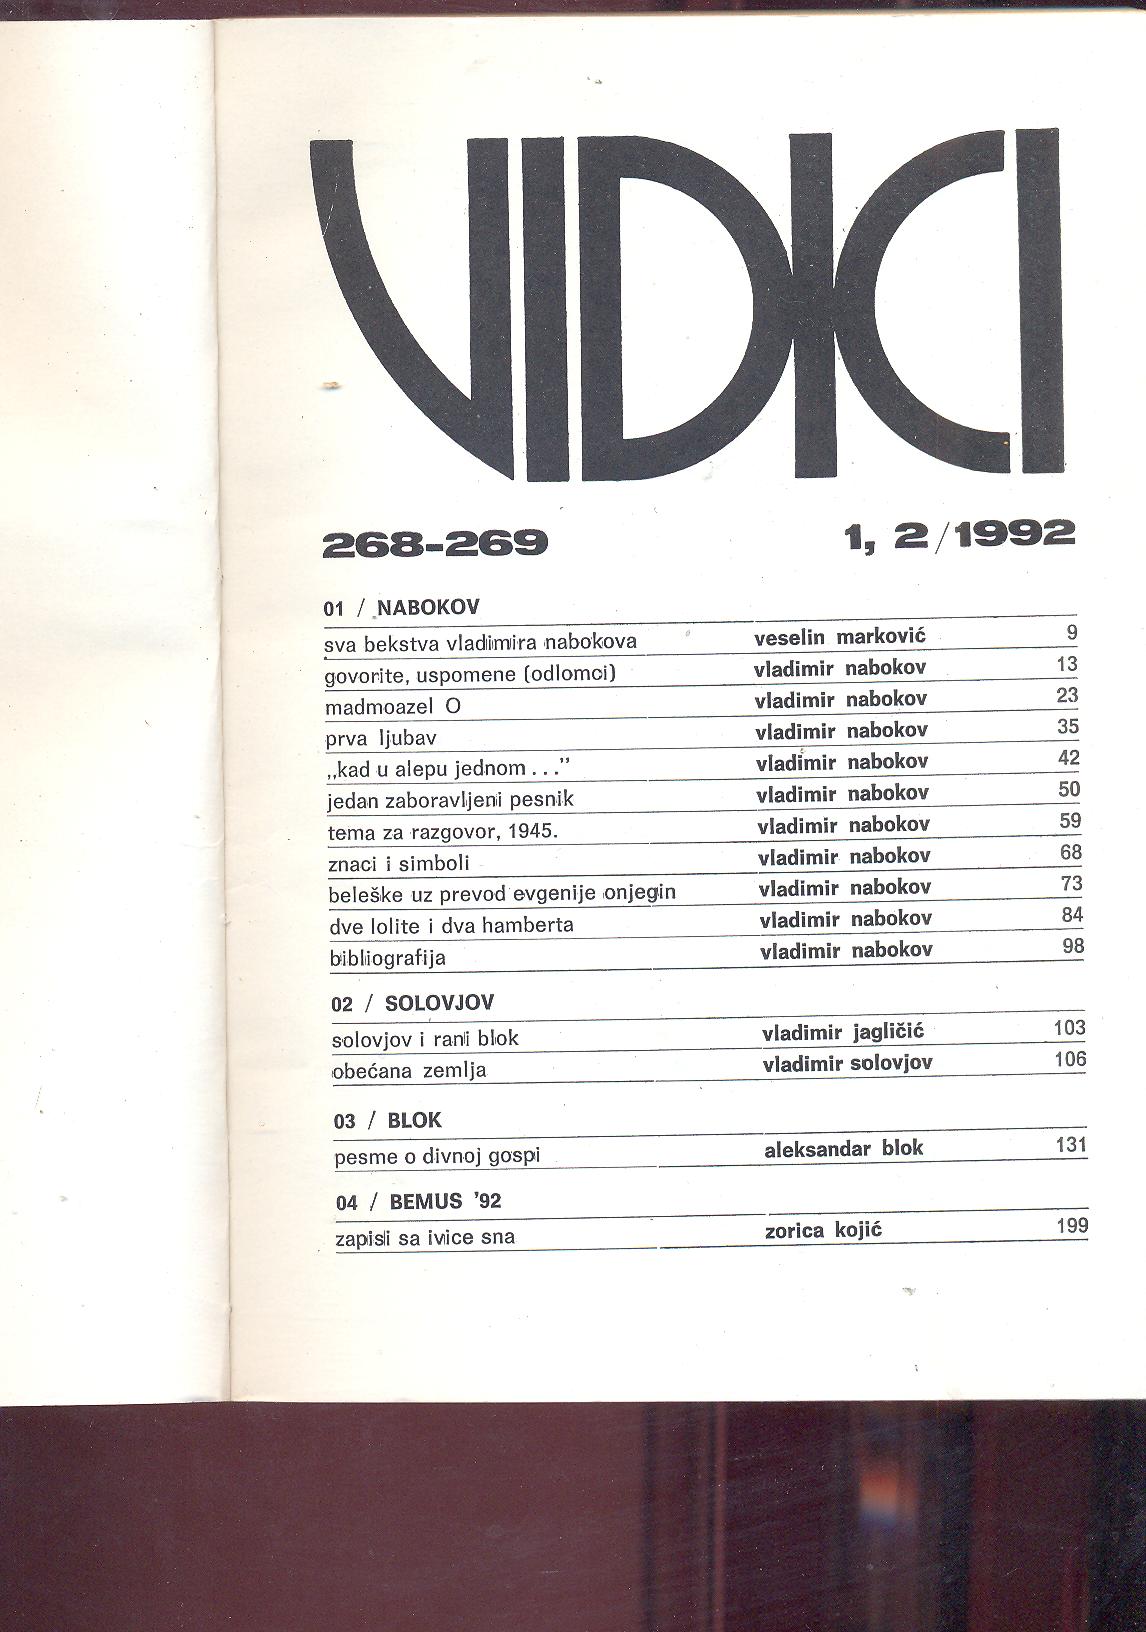 VIDICI
268-269 1, 2/1992
01 / NABOKOV
sva bekstva vladimira nabokova veselin marković 9
govorite, uspomene (odlomci) vladimir nabokov 13
madmoazel O vladimir nabokov 23
prva ljubav vladimir nabokov 35
„kad u alepu jednom . . .” vladimir nabokov 42
jedan zaboravljeni pesnik vladimir nabokov 50
tema za razgovor, 1945. vladimir nabokov 59
znaci i simboli vladimir nabokov 68
beleške uz prevod evgenije onjegin vladimir nabokov 73
dve lolite i dva hamberta vladimir nabokov 84
bibliografija vladimir nabokov 98
02 / SOLOVJOV
solovjov i rani blok vladimir jagličić 103
obećana zemlja vladimir solovjov 106
03 / BLOK
pesme o divnoj gospi aleksandar blok 131
04 / BEMUS '92
zapisi sa ivice sna zorica kojić 199